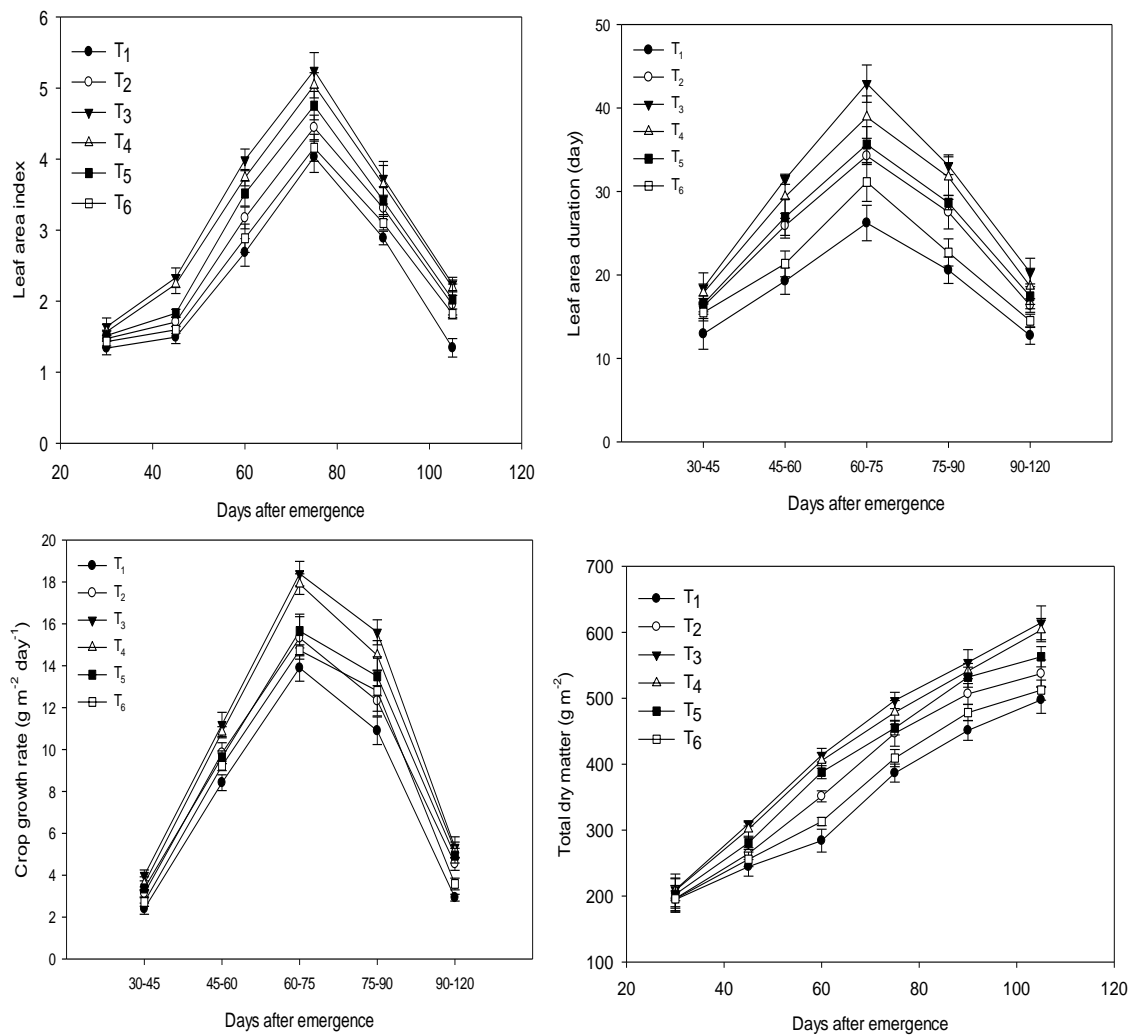 Leaf area index
6
5
4
3
2
1
0
T1
T2
T3
T4
T5
T6
20 40 60 80 100 120
Days after emergence
Leaf area duration (day)
50
40
30
20
10
0
T1
T2
T3
T4
T5
T6
30-45 45-60 60-75 75-90 90-120
Days after emergence
Crop growth rate (g m-2 day-1)
20
18
16
14
12
10
8
6
4
2
0
T1
T2
T3
T4
T5
T6
30-45 45-60 60-75 75-90 90-120
Days after emergence
Total dry matter (g m-2)
700
600
500
400
300
200
100
T1
T2
T3
T4
T5
T6
20 40 60 80 100 120
Days after emergence